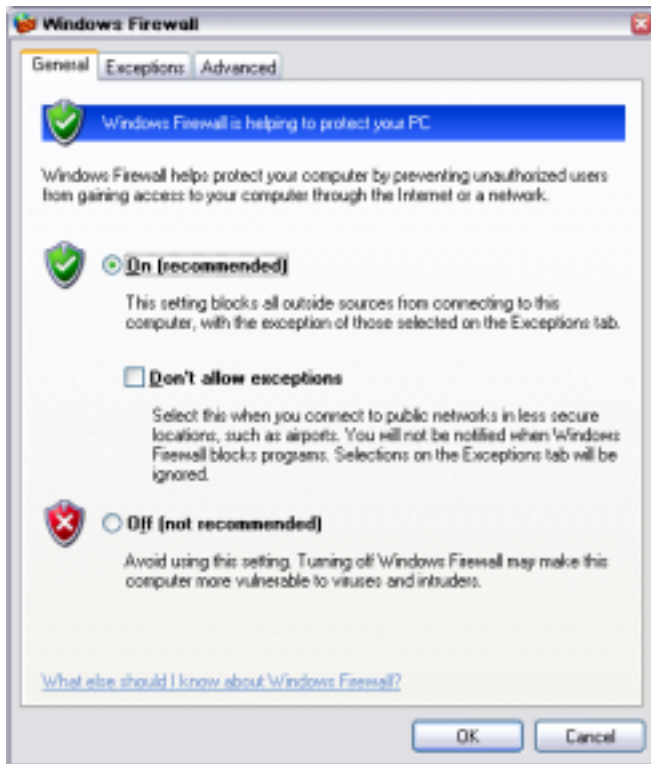 Windows Firewall
General Exceptions Advanced
Windows Firewall is helping to protect your PC
Windows Firewall helps protect your computer by preventing unauthorized users
from gaining access to your computer through the Internet or a network.
On (recommended)
This setting blocks all outside sources from connecting to this
computer, with the exception of those selected on the Exceptions tab.
Don't allow exceptions
Select this when you connect to public networks in less secure
locations, such as airports. You will not be notified when Windows
Firewall blocks programs. Selections on the Exceptions tab will be
ignored.
Off (not recommended)
Avoid using this setting. Turning off Windows Firewall may make this
computer more vulnerable to viruses and intruders.
What else should I know about Windows Firewall?
OK Cancel